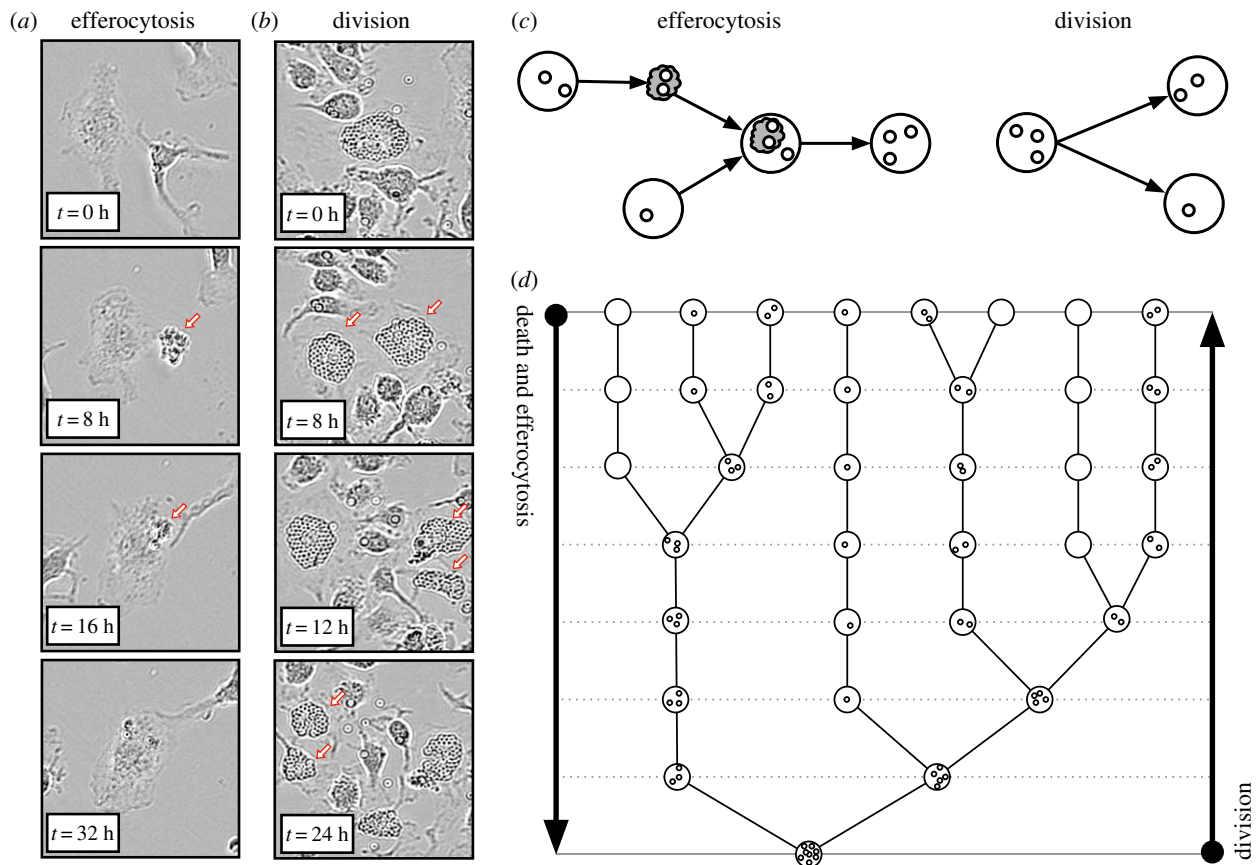 (a)
efferocytosis
t = 0 h
t = 8 h
t = 16 h
t = 32 h
(b)
division
t = 0 h
t = 8 h
t = 12 h
t = 24 h
(c)
efferocytosis
division
(d)
death and efferocytosis
division